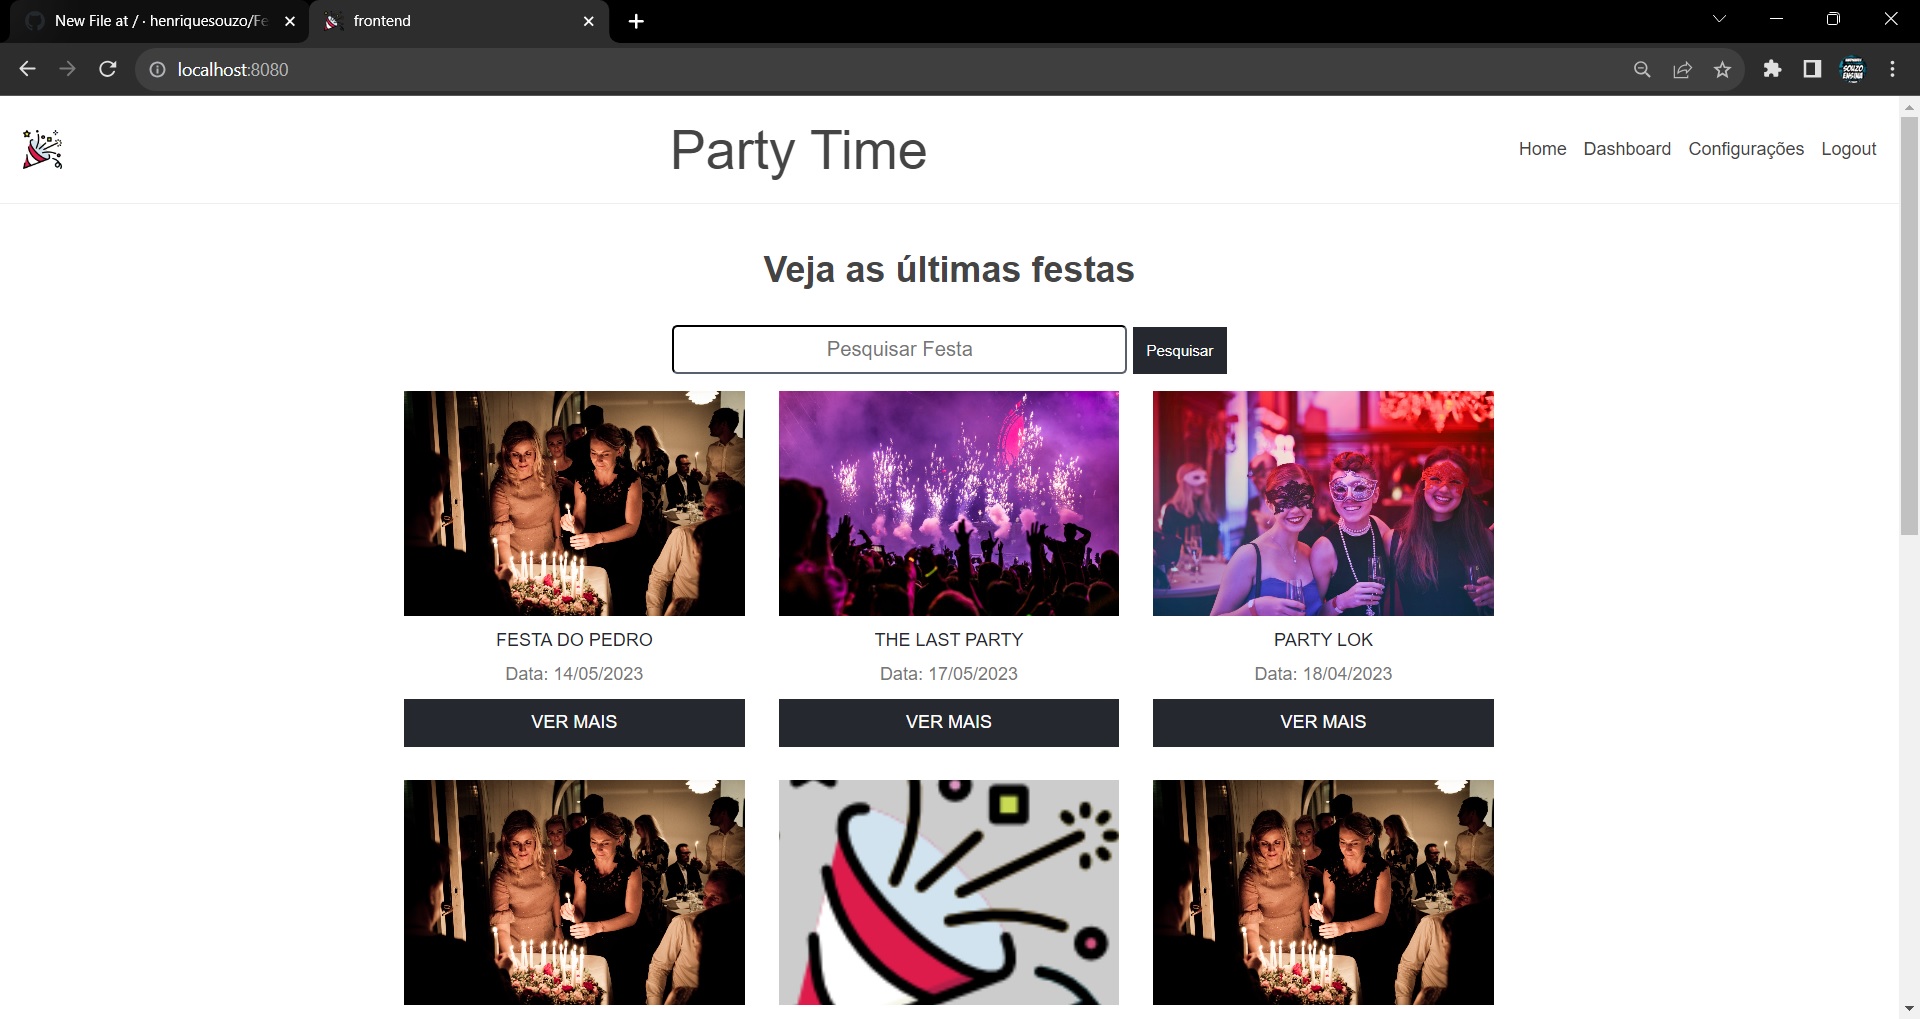 New File at / · henriquesouzo/Fe
frontend
localhost:8080
SOUZO
ENSINA
Party Time
Home Dashboard Configurações Logout
Veja as últimas festas
Pesquisar Festa Pesquisar
FESTA DO PEDRO THE LAST PARTY PARTY LOK
Data: 14/05/2023 Data: 17/05/2023 Data: 18/04/2023
VER MAIS VER MAIS VER MAIS